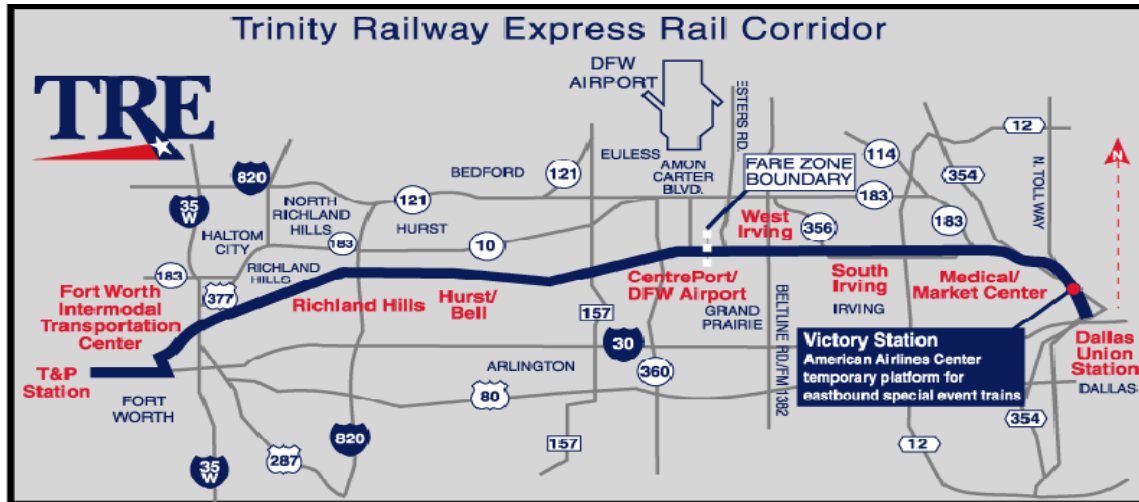 Trinity Railway Express Rail Corridor
TRE
DFW
AIRPORT
ESTERS RD.
12
N. TOLL WAY
N
820
35
W
BEDFORD
121
EULESS
AMON
CARTER
BLVD.
FARE ZONE
BOUNDARY
114
354
183
NORTH
RICHLAND
HILLS
121
HURST
HALTOM
CITY
183
10
West
Irving
356
183
183
RICHLAND
HILLS
377
Fort Worth
Intermodal
Transportation
Center
Richland Hills
Hurst/
Bell
CentrePort/
DFW Airport
South
Irving
Medical/
Market Center
GRAND
PRAIRIE
BELTLINE RD/FM 1382
IRVING
157
30
Victory Station
American Airlines Center
temporary platform for
eastbound special event trains
Dallas
Union
Station
DALLAS
T&P
Station
FORT
WORTH
ARLINGTON
360
80
820
157
12
354
287
35
W